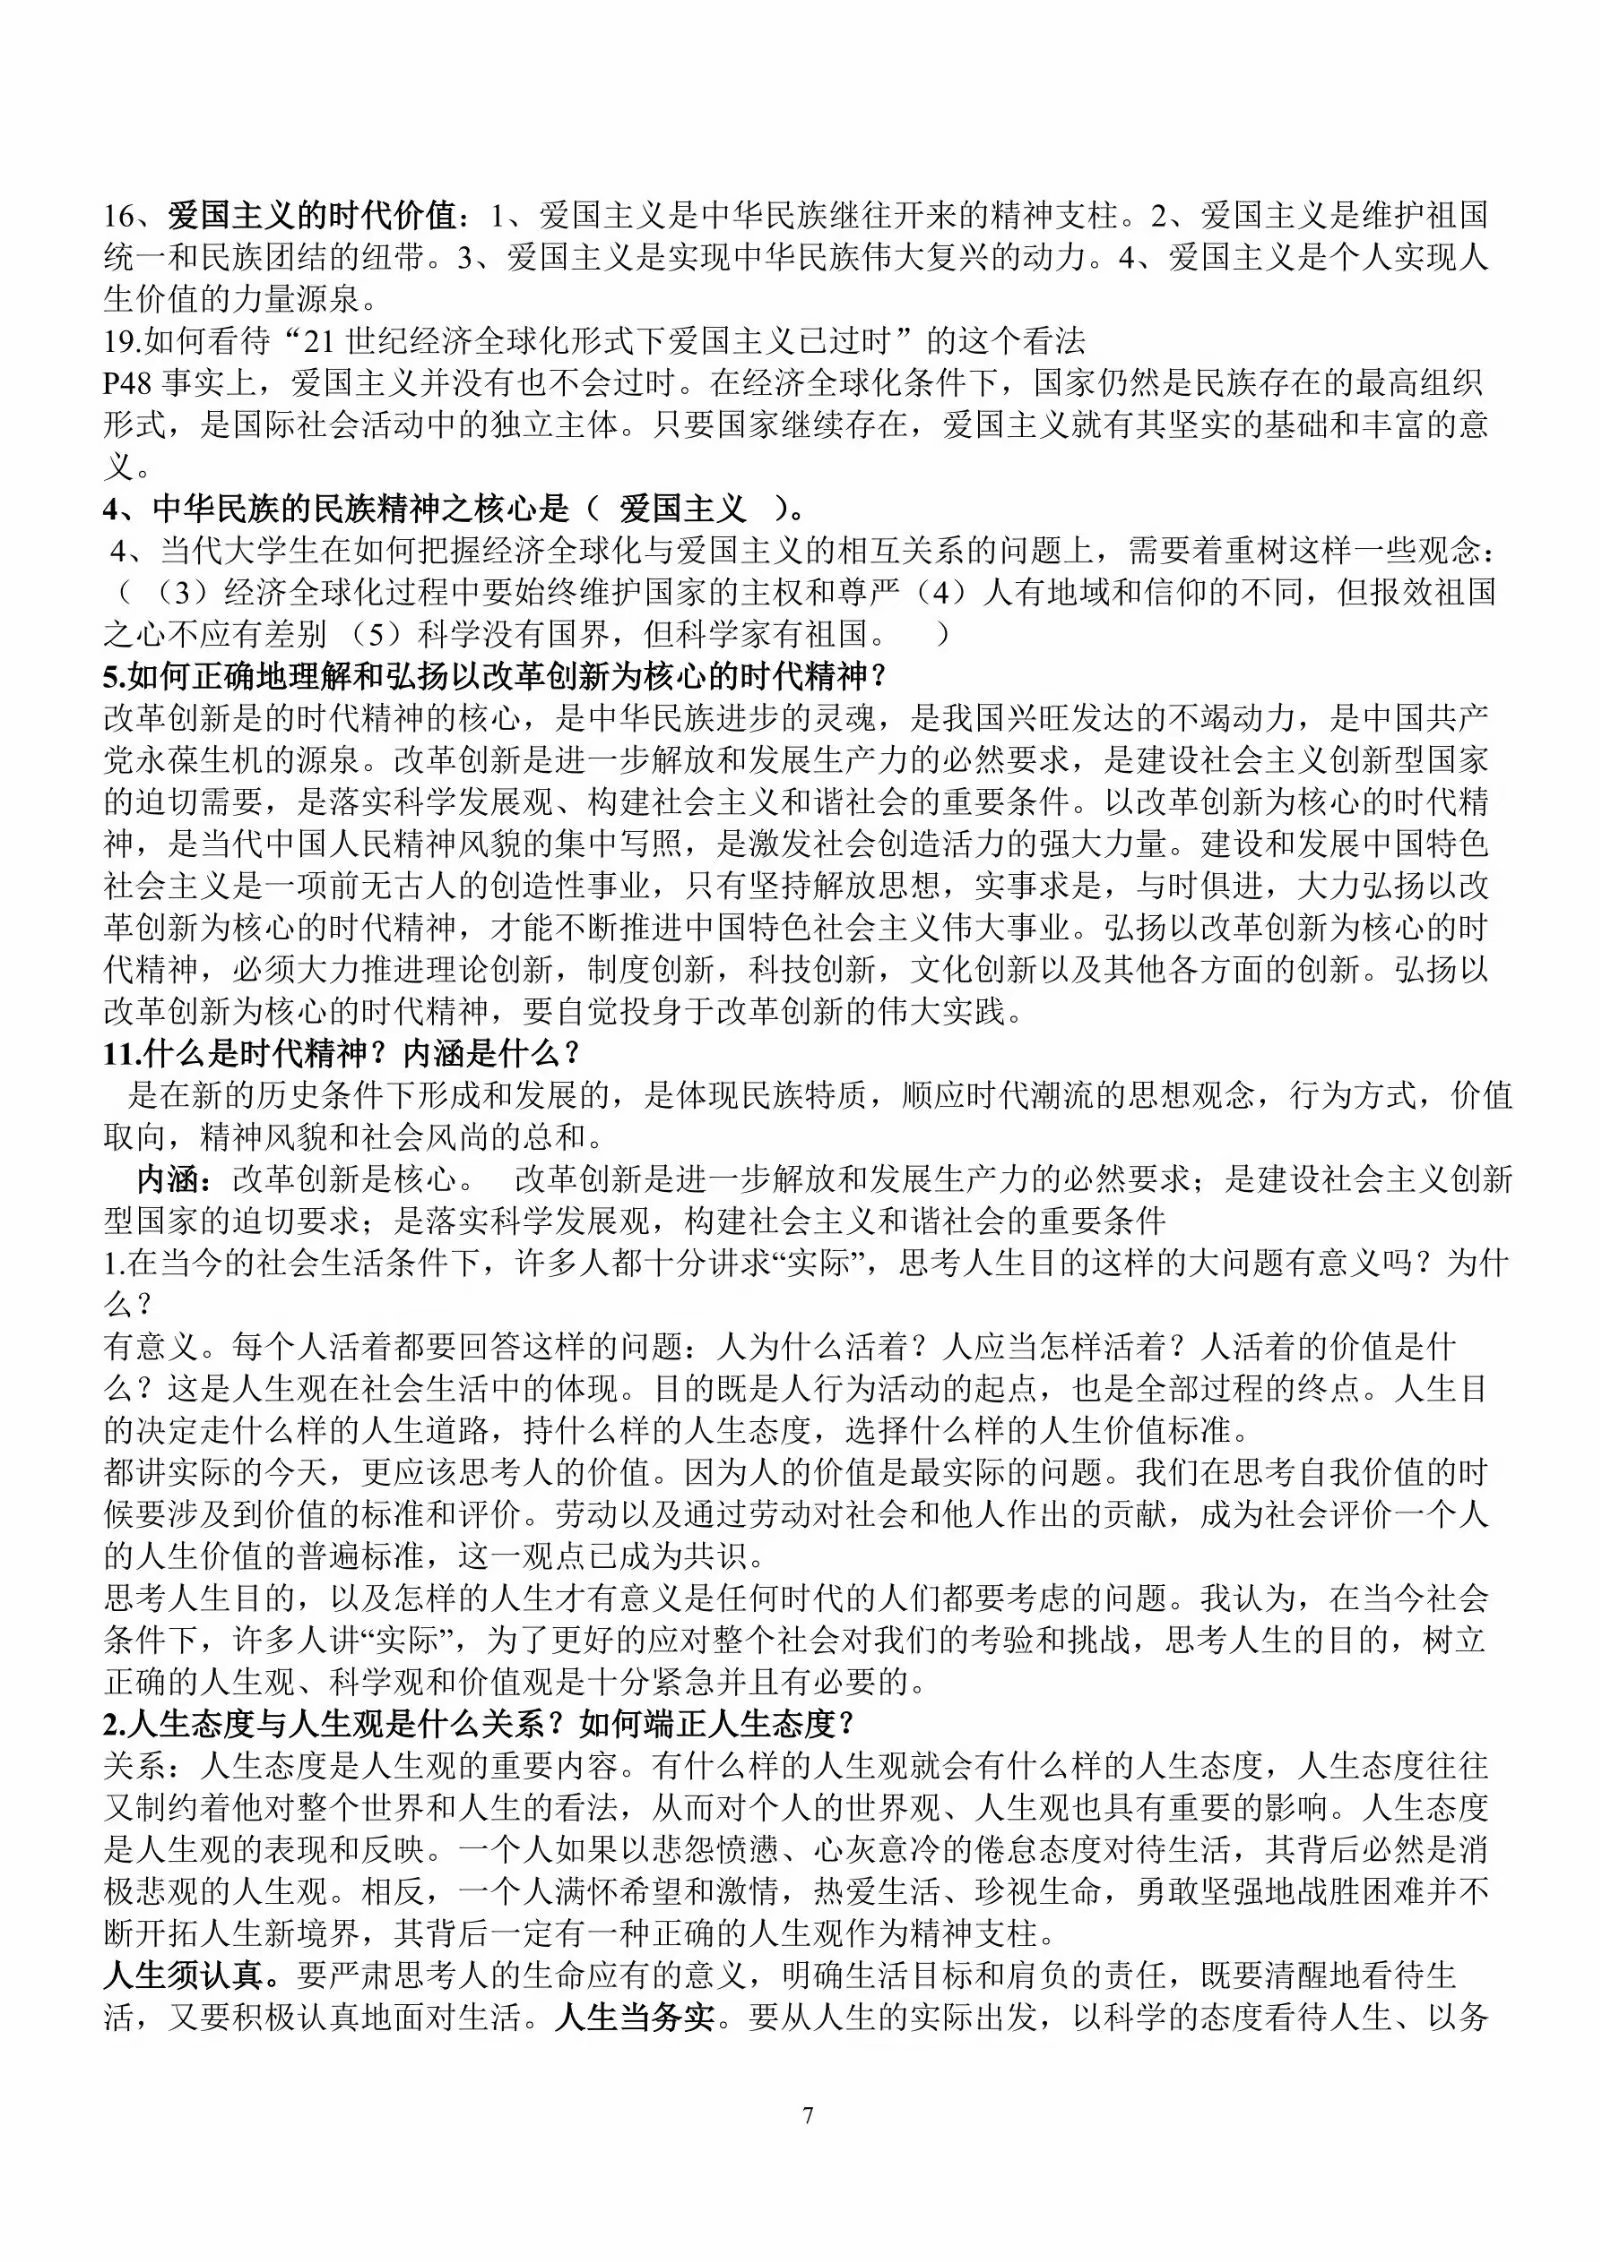 16、爱国主义的时代价值：1、爱国主义是中华民族继往开来的精神支柱。2、爱国主义是维护祖国
统一和民族团结的纽带。3、爱国主义是实现中华民族伟大复兴的动力。4、爱国主义是个人实现人
生价值的力量源泉。
19.如何看待“21 世纪经济全球化形式下爱国主义已过时”的这个看法
P48 事实上，爱国主义并没有也不会过时。在经济全球化条件下，国家仍然是民族存在的最高组织
形式，是国际社会活动中的独立主体。只要国家继续存在，爱国主义就有其坚实的基础和丰富的意
义。
4、中华民族的民族精神之核心是（ 爱国主义 ）。
4、当代大学生在如何把握经济全球化与爱国主义的相互关系的问题上，需要着重树这样一些观念：
（ （3）经济全球化过程中要始终维护国家的主权和尊严（4）人有地域和信仰的不同，但报效祖国
之心不应有差别 （5）科学没有国界，但科学家有祖国。 ）
5.如何正确地理解和弘扬以改革创新为核心的时代精神？
改革创新是的时代精神的核心，是中华民族进步的灵魂，是我国兴旺发达的不竭动力，是中国共产
党永葆生机的源泉。改革创新是进一步解放和发展生产力的必然要求，是建设社会主义创新型国家
的迫切需要，是落实科学发展观、构建社会主义和谐社会的重要条件。以改革创新为核心的时代精
神，是当代中国人民精神风貌的集中写照，是激发社会创造活力的强大力量。建设和发展中国特色
社会主义是一项前无古人的创造性事业，只有坚持解放思想，实事求是，与时俱进，大力弘扬以改
革创新为核心的时代精神，才能不断推进中国特色社会主义伟大事业。弘扬以改革创新为核心的时
代精神，必须大力推进理论创新，制度创新，科技创新，文化创新以及其他各方面的创新。弘扬以
改革创新为核心的时代精神，要自觉投身于改革创新的伟大实践。
11.什么是时代精神？内涵是什么？
是在新的历史条件下形成和发展的，是体现民族特质，顺应时代潮流的思想观念，行为方式，价值
取向，精神风貌和社会风尚的总和。
内涵：改革创新是核心。 改革创新是进一步解放和发展生产力的必然要求；是建设社会主义创新
型国家的迫切要求；是落实科学发展观，构建社会主义和谐社会的重要条件
1.在当今的社会生活条件下，许多人都十分讲求“实际”，思考人生目的这样的大问题有意义吗？为什
么？
有意义。每个人活着都要回答这样的问题：人为什么活着？人应当怎样活着？人活着的价值是什
么？这是人生观在社会生活中的体现。目的既是人行为活动的起点，也是全部过程的终点。人生目
的决定走什么样的人生道路，持什么样的人生态度，选择什么样的人生价值标准。
都讲实际的今天，更应该思考人的价值。因为人的价值是最实际的问题。我们在思考自我价值的时
候要涉及到价值的标准和评价。劳动以及通过劳动对社会和他人作出的贡献，成为社会评价一个人
的人生价值的普遍标准，这一观点已成为共识。
思考人生目的，以及怎样的人生才有意义是任何时代的人们都要考虑的问题。我认为，在当今社会
条件下，许多人讲“实际”，为了更好的应对整个社会对我们的考验和挑战，思考人生的目的，树立
正确的人生观、科学观和价值观是十分紧急并且有必要的。
2.人生态度与人生观是什么关系？如何端正人生态度？
关系：人生态度是人生观的重要内容。有什么样的人生观就会有什么样的人生态度，人生态度往往
又制约着他对整个世界和人生的看法，从而对个人的世界观、人生观也具有重要的影响。人生态度
是人生观的表现和反映。一个人如果以悲怨愤懑、心灰意冷的倦怠态度对待生活，其背后必然是消
极悲观的人生观。相反，一个人满怀希望和激情，热爱生活、珍视生命，勇敢坚强地战胜困难并不
断开拓人生新境界，其背后一定有一种正确的人生观作为精神支柱。
人生须认真。要严肃思考人的生命应有的意义，明确生活目标和肩负的责任，既要清醒地看待生
活，又要积极认真地面对生活。人生当务实。要从人生的实际出发，以科学的态度看待人生、以务
7